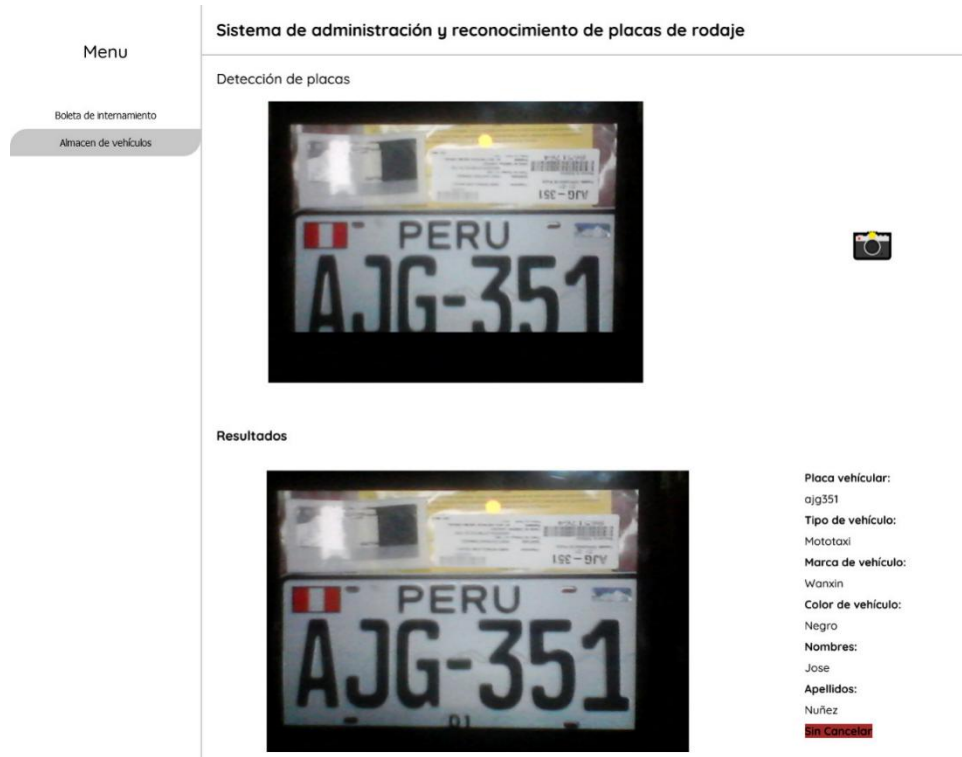 Sistema de administración y reconocimiento de placas de rodaje
Menu
Boleta de internamiento
Almacen de vehículos
Detección de placas
AJG - 351
PERU
AJG-351
Resultados
AJG - 351
PERU
AJG-351
01
Placa vehícular:
ajg351
Tipo de vehículo:
Mototaxi
Marca de vehículo:
Wanxin
Color de vehículo:
Negro
Nombres:
Jose
Apellidos:
Nuñez
Sin Cancelar